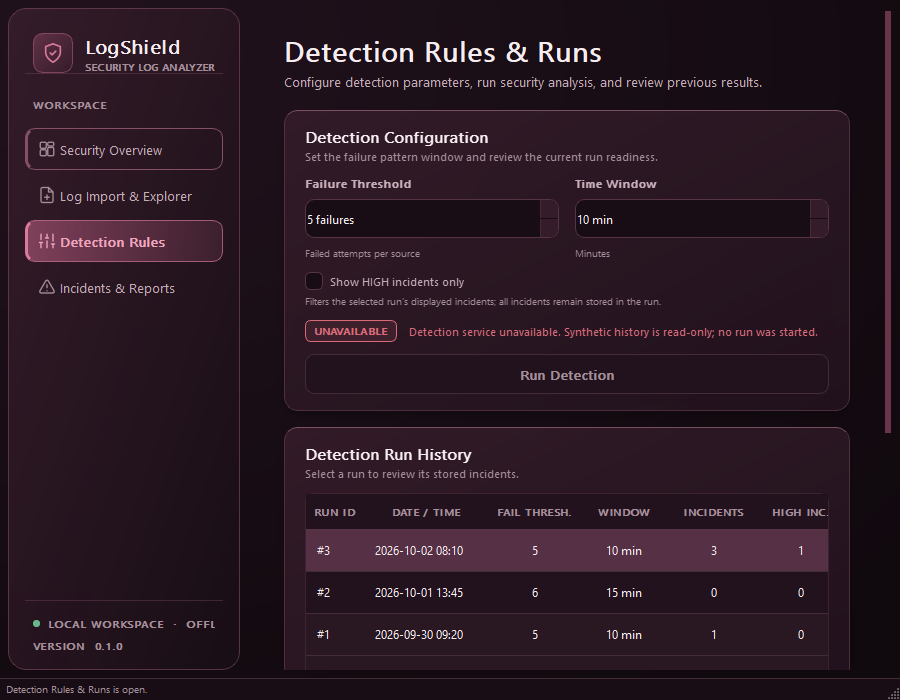 LogShield
SECURITY LOG ANALYZER
WORKSPACE
Security Overview
Log Import & Explorer
Detection Rules
Incidents & Reports
LOCAL WORKSPACE · OFFL
VERSION 0.1.0
Detection Rules & Runs
Configure detection parameters, run security analysis, and review previous results.
Detection Configuration
Set the failure pattern window and review the current run readiness.
Failure Threshold Time Window
5 failures 10 min
Failed attempts per source Minutes
Show HIGH incidents only
Filters the selected run's displayed incidents; all incidents remain stored in the run.
UNAVAILABLE Detection service unavailable. Synthetic history is read-only; no run was started.
Run Detection
Detection Run History
Select a run to review its stored incidents.
RUN ID DATE / TIME FAIL THRESH. WINDOW INCIDENTS HIGH INC.
#3 2026-10-02 08:10 5 10 min 3 1
#2 2026-10-01 13:45 6 15 min 0 0
#1 2026-09-30 09:20 5 10 min 1 0
Detection Rules & Runs is open.